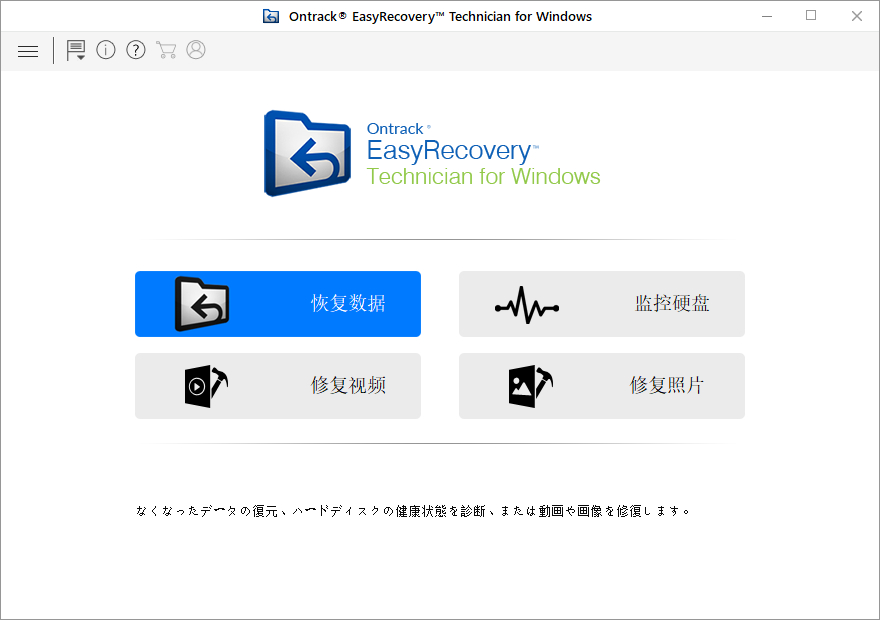 Ontrack® EasyRecovery™ Technician for Windows
Ontrack®
EasyRecovery™
Technician for Windows
恢复数据
监控硬盘
修复视频
修复照片
なくなったデータの復元、ハードディスクの健康状態を診断、または動画や画像を修復します。